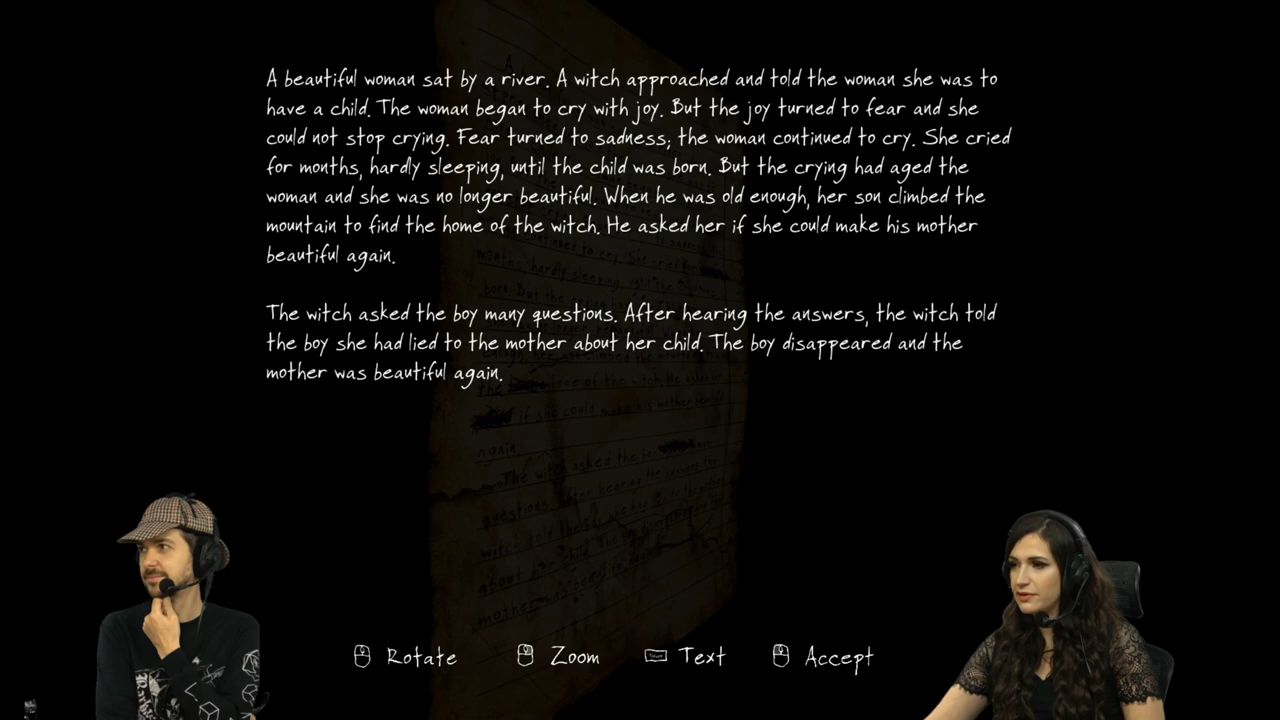 A beautiful woman sat by a river. A witch approached and told the woman she was to
have a child. The woman began to cry with joy. But the joy turned to fear and she
could not stop crying. Fear turned to sadness; the woman continued to cry. She cried
for months, hardly sleeping, until the child was born. But the crying had aged the
woman and she was no longer beautiful. When he was old enough, her son climbed the
mountain to find the home of the witch. He asked her if she could make his mother
beautiful again.
The witch asked the boy many questions. After hearing the answers, the witch told
the boy she had lied to the mother about her child. The boy disappeared and the
mother was beautiful again.
Rotate Zoom Text Accept